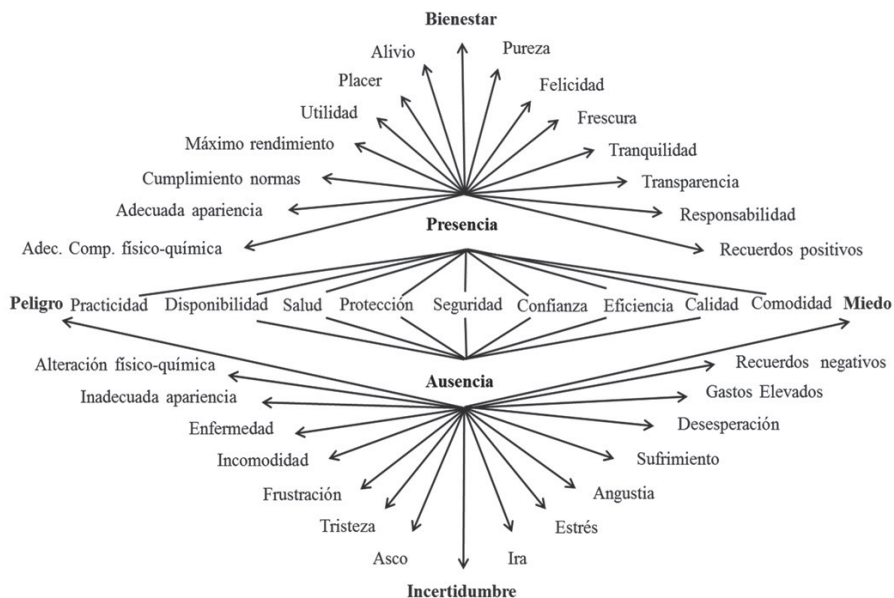 Bienestar
Alivio
Pureza
Placer
Felicidad
Utilidad
Frescura
Máximo rendimiento
Tranquilidad
Cumplimiento normas
Transparencia
Adecuada apariencia
Responsabilidad
Presencia
Adec. Comp. físico-química
Recuerdos positivos
Peligro Practicidad Disponibilidad Salud Protección Seguridad Confianza Eficiencia Calidad Comodidad Miedo
Alteración físico-química
Recuerdos negativos
Ausencia
Inadecuada apariencia
Gastos Elevados
Enfermedad
Desesperación
Incomodidad
Sufrimiento
Frustración
Angustia
Tristeza
Estrés
Asco
Ira
Incertidumbre